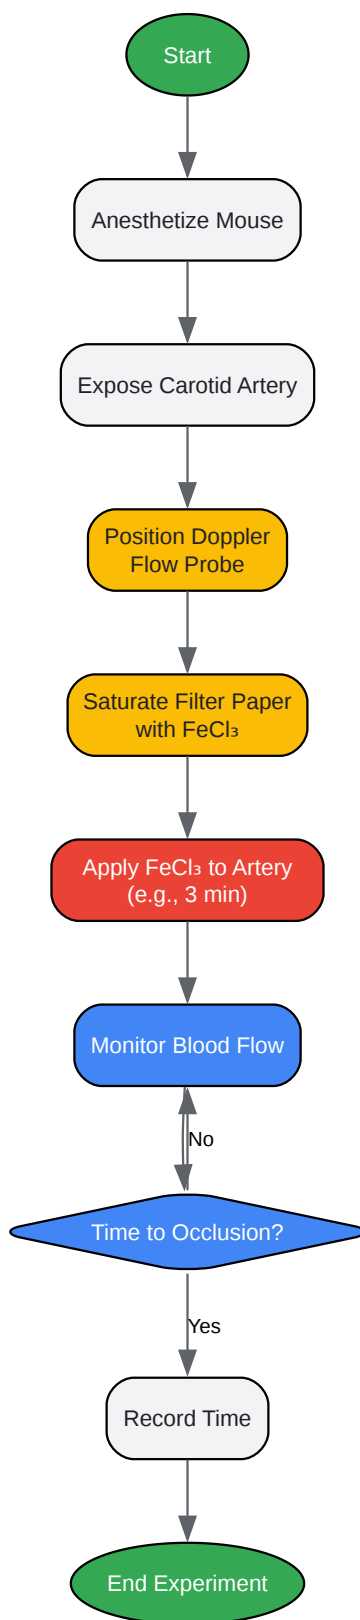 Start
Anesthetize Mouse
Expose Carotid Artery
Position Doppler
Flow Probe
Saturate Filter Paper
with FeCl₃
Apply FeCl₃ to Artery
(e.g., 3 min)
Monitor Blood Flow
No
Time to Occlusion?
Yes
Record Time
End Experiment